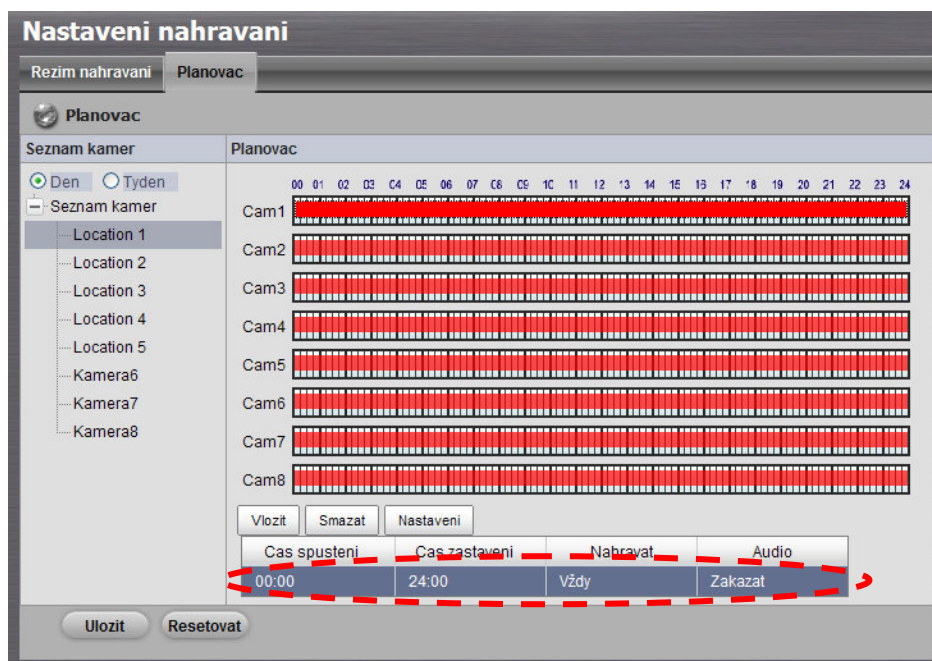 Nastaveni nahravani
Rezim nahravani Planovac
Planovac
Seznam kamer Planovac
Den Tyden
00 01 02 03 04 05 06 07 08 09 10 11 12 13 14 15 16 17 18 19 20 21 22 23 24
Seznam kamer
Location 1
Location 2
Location 3
Location 4
Location 5
Kamera6
Kamera7
Kamera8
Cam1
Cam2
Cam3
Cam4
Cam5
Cam6
Cam7
Cam8
Vlozit Smazat Nastaveni
Cas spusteni Cas zastaveni Nahravat Audio
00:00 24:00 Vždy Zakazat
Ulozit Resetovat